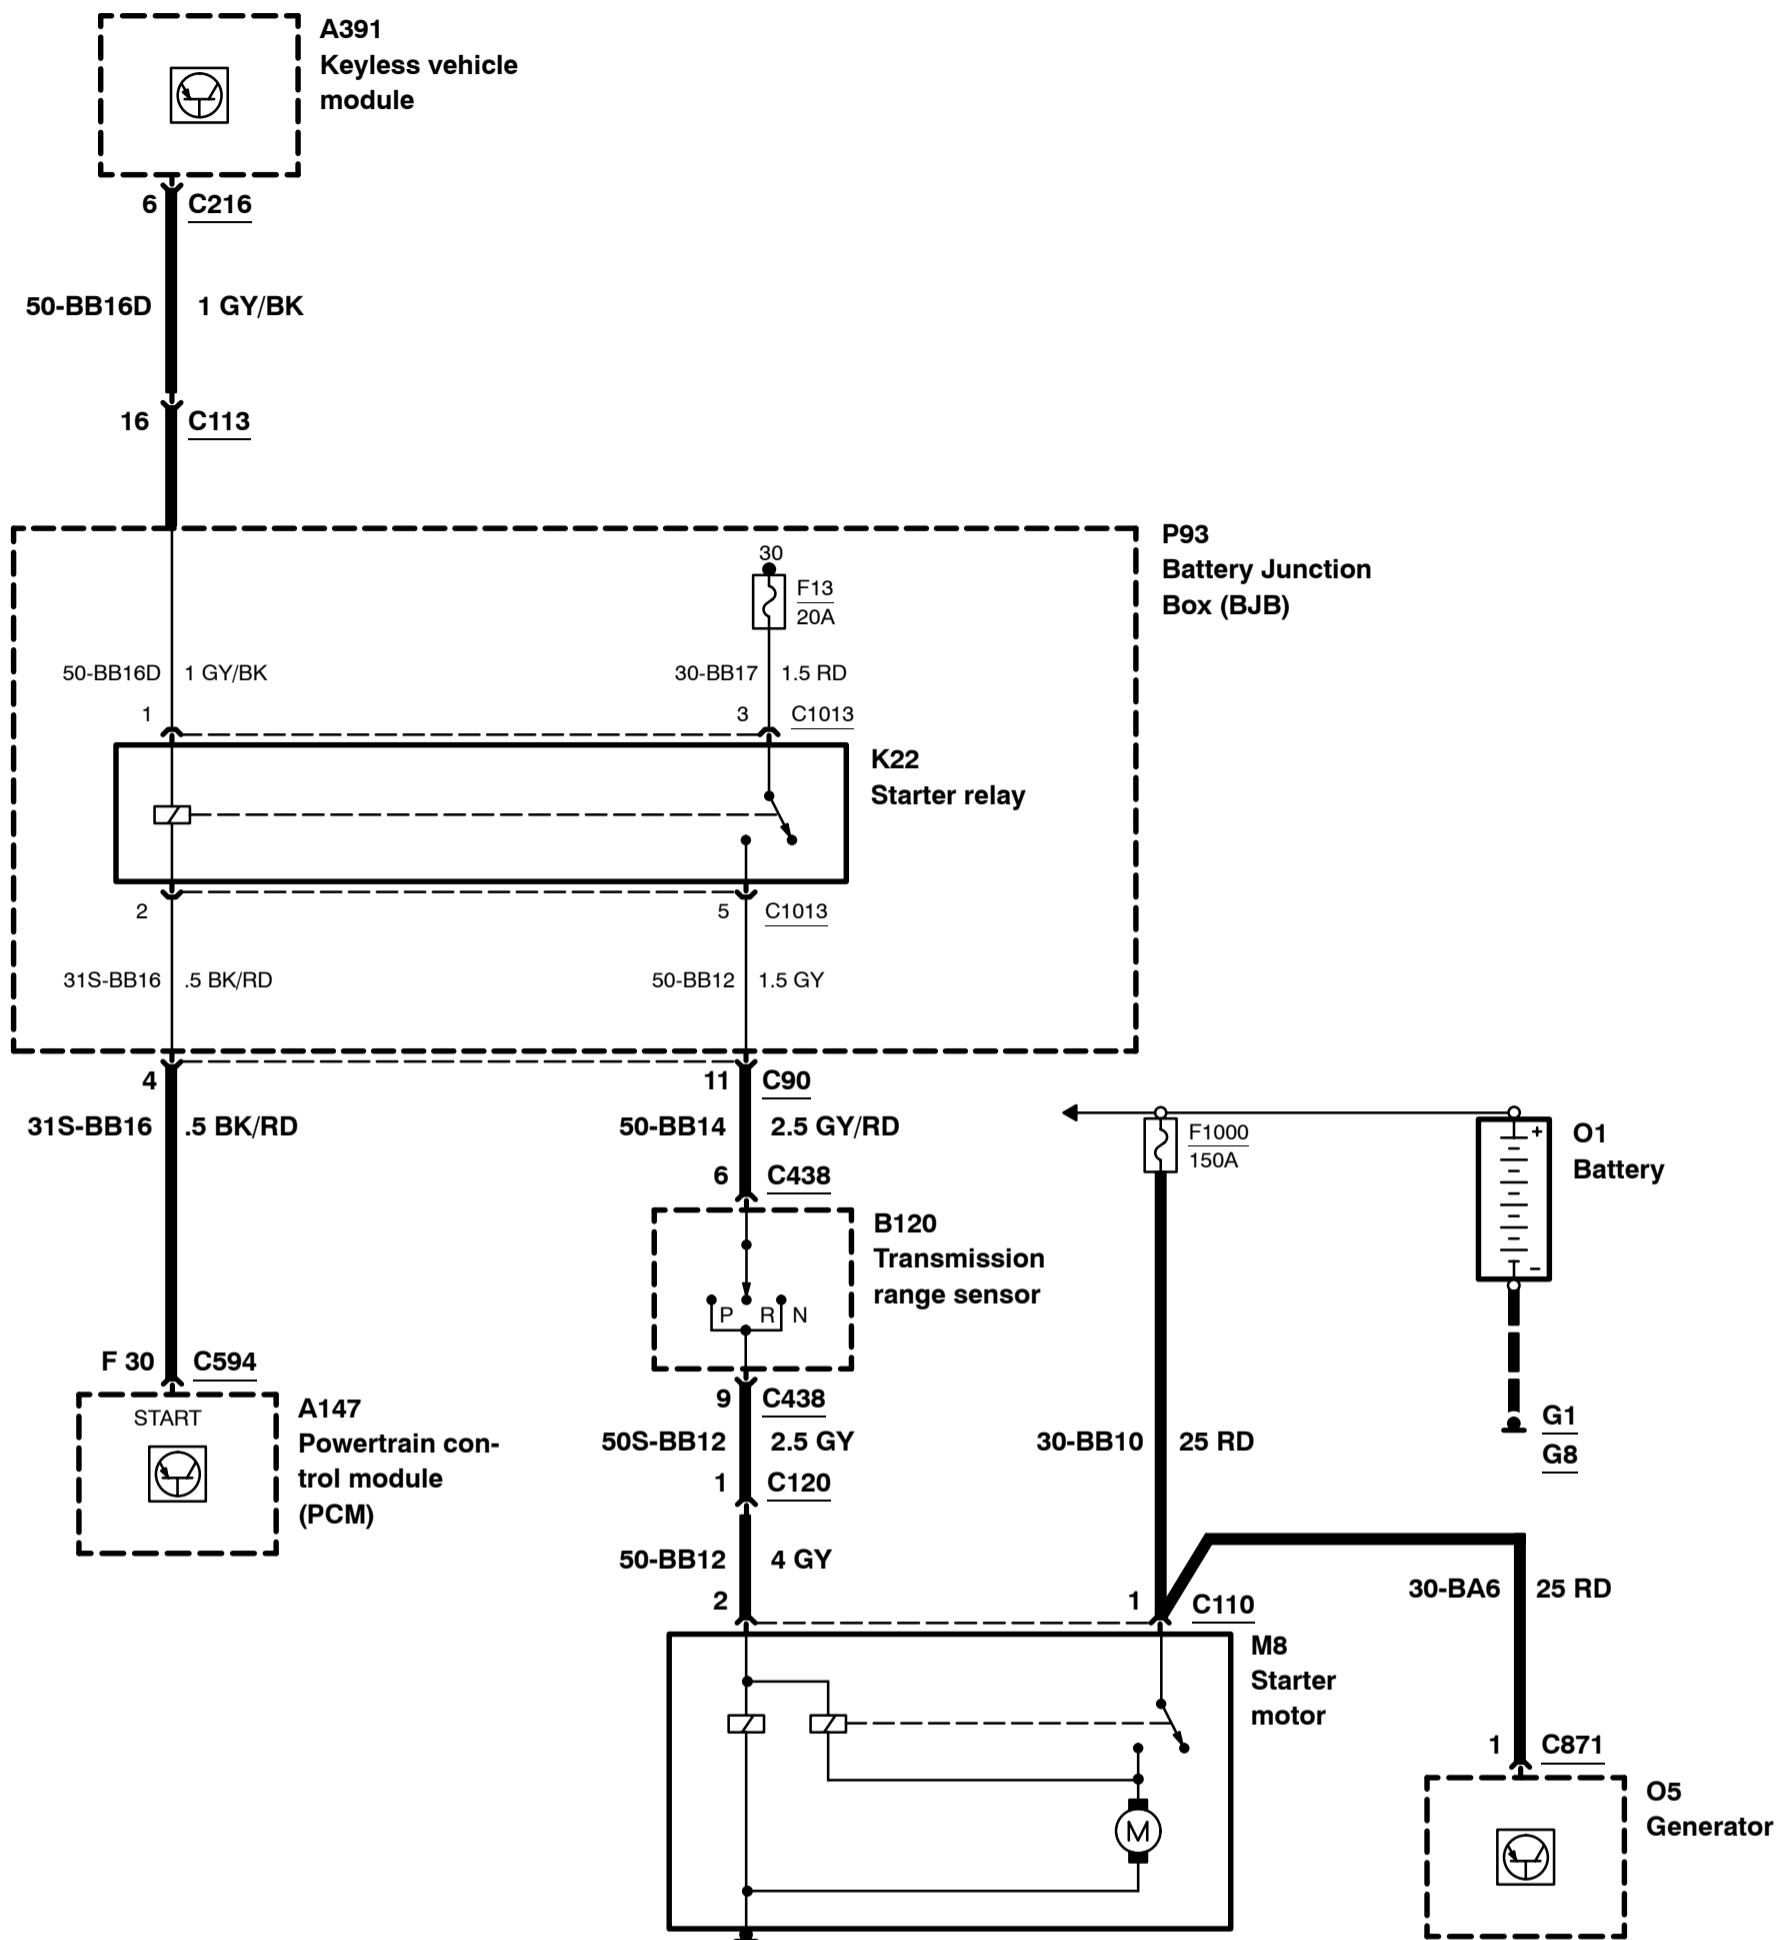 A391
Keyless vehicle
module
6 C216
50-BB16D 1 GY/BK
16 C113
P93
Battery Junction
Box (BJB)
30
F13
20A
50-BB16D 1 GY/BK
30-BB17 1.5 RD
1
3 C1013
K22
Starter relay
2
5 C1013
31S-BB16 .5 BK/RD
50-BB12 1.5 GY
4
11 C90
31S-BB16 .5 BK/RD
50-BB14 2.5 GY/RD
6 C438
F1000
150A
O1
Battery
+
−
B120
Transmission
range sensor
P R N
F 30 C594
START
A147
Powertrain con-
trol module
(PCM)
9 C438
50S-BB12 2.5 GY
1 C120
30-BB10 25 RD
G1
G8
50-BB12 4 GY
2
1 C110
30-BA6 25 RD
M8
Starter
motor
M
1 C871
O5
Generator